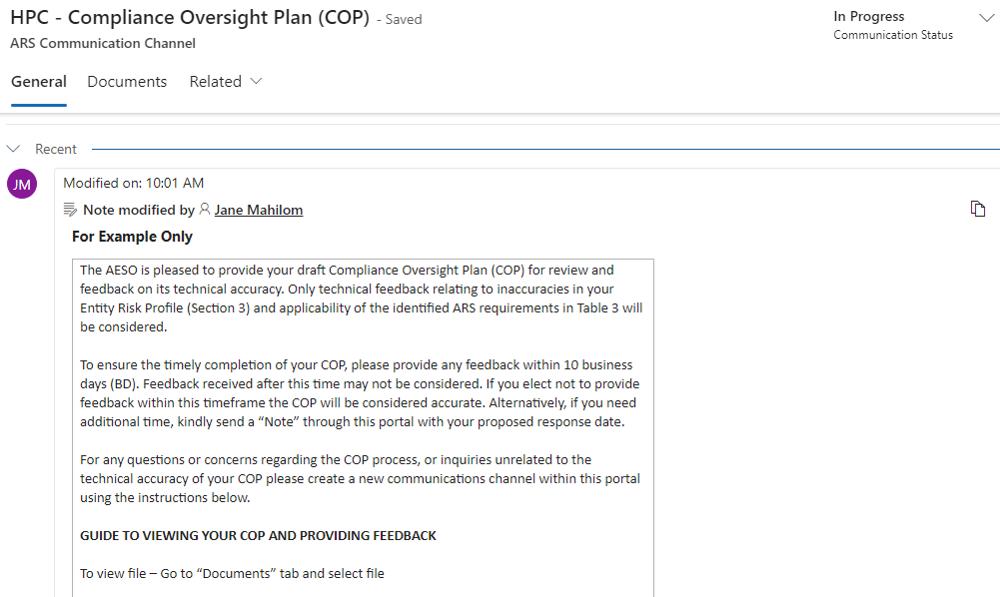 HPC - Compliance Oversight Plan (COP) - Saved
ARS Communication Channel
In Progress
Communication Status
General Documents Related
Recent
JM
Modified on: 10:01 AM
Note modified by Jane Mahilom
For Example Only
The AESO is pleased to provide your draft Compliance Oversight Plan (COP) for review and
feedback on its technical accuracy. Only technical feedback relating to inaccuracies in your
Entity Risk Profile (Section 3) and applicability of the identified ARS requirements in Table 3 will
be considered.
To ensure the timely completion of your COP, please provide any feedback within 10 business
days (BD). Feedback received after this time may not be considered. If you elect not to provide
feedback within this timeframe the COP will be considered accurate. Alternatively, if you need
additional time, kindly send a “Note” through this portal with your proposed response date.
For any questions or concerns regarding the COP process, or inquiries unrelated to the
technical accuracy of your COP please create a new communications channel within this portal
using the instructions below.
GUIDE TO VIEWING YOUR COP AND PROVIDING FEEDBACK
To view file – Go to “Documents” tab and select file